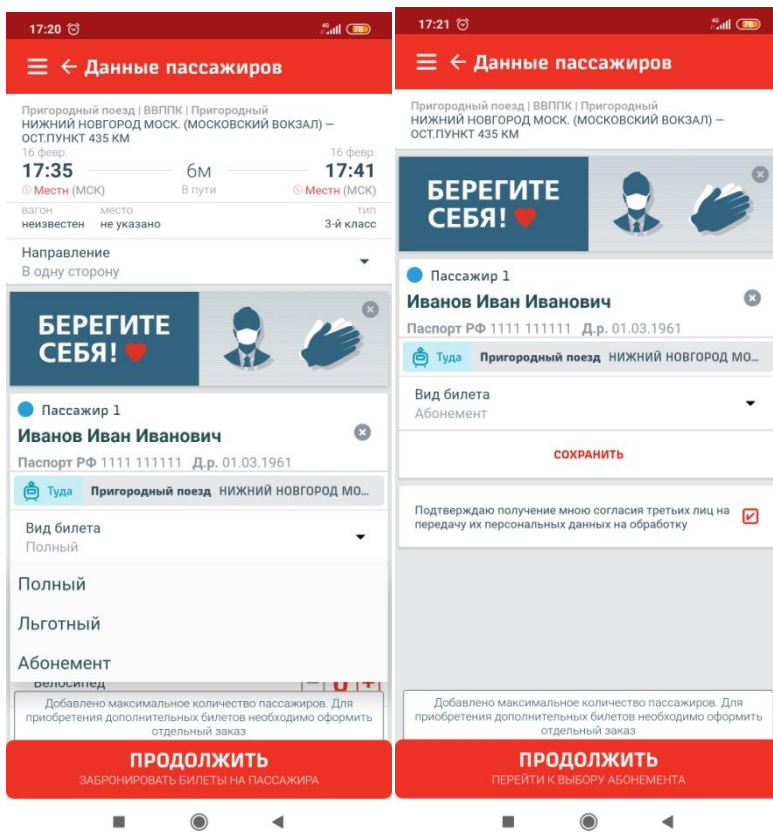 17:20
4G
78
Данные пассажиров
Пригородный поезд | ВВППК | Пригородный
НИЖНИЙ НОВГОРОД МОСК. (МОСКОВСКИЙ ВОКЗАЛ) —
ОСТ.ПУНКТ 435 КМ
16 февр.
16 февр.
17:35
6м
17:41
Местн (МСК)
В пути
Местн (МСК)
вагон
место
тип
неизвестен
не указано
3-й класс
Направление
В одну сторону
БЕРЕГИТЕ
СЕБЯ!
Пассажир 1
Иванов Иван Иванович
Паспорт РФ 1111 111111 Д.р. 01.03.1961
Туда Пригородный поезд НИЖНИЙ НОВГОРОД МО...
Вид билета
Полный
Полный
Льготный
Абонемент
Велосипед
0
Добавлено максимальное количество пассажиров. Для
приобретения дополнительных билетов необходимо оформить
отдельный заказ
ПРОДОЛЖИТЬ
ЗАБРОНИРОВАТЬ БИЛЕТЫ НА ПАССАЖИРА
17:21
4G
78
Данные пассажиров
Пригородный поезд | ВВППК | Пригородный
НИЖНИЙ НОВГОРОД МОСК. (МОСКОВСКИЙ ВОКЗАЛ) —
ОСТ.ПУНКТ 435 КМ
БЕРЕГИТЕ
СЕБЯ!
Пассажир 1
Иванов Иван Иванович
Паспорт РФ 1111 111111 Д.р. 01.03.1961
Туда Пригородный поезд НИЖНИЙ НОВГОРОД МО...
Вид билета
Абонемент
СОХРАНИТЬ
Подтверждаю получение мною согласия третьих лиц на
передачу их персональных данных на обработку
Добавлено максимальное количество пассажиров. Для
приобретения дополнительных билетов необходимо оформить
отдельный заказ
ПРОДОЛЖИТЬ
ПЕРЕЙТИ К ВЫБОРУ АБОНЕМЕНТА